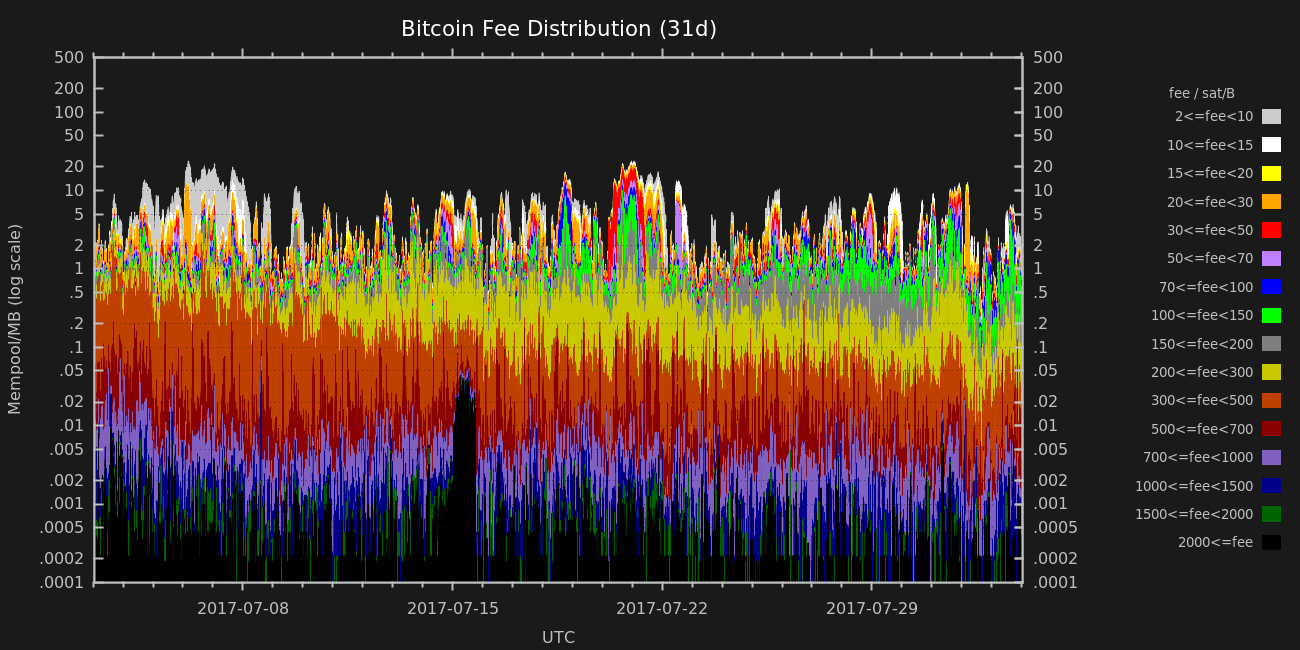 Bitcoin Fee Distribution (31d)
500
200
100
50
20
10
5
2
1
.5
.2
.1
.05
.02
.01
.005
.002
.001
.0005
.0002
.0001
Mempool/MB (log scale)
500
200
100
50
20
10
5
2
1
.5
.2
.1
.05
.02
.01
.005
.002
.001
.0005
.0002
.0001
2017-07-08 2017-07-15 2017-07-22 2017-07-29
UTC
fee / sat/B
2<=fee<10
10<=fee<15
15<=fee<20
20<=fee<30
30<=fee<50
50<=fee<70
70<=fee<100
100<=fee<150
150<=fee<200
200<=fee<300
300<=fee<500
500<=fee<700
700<=fee<1000
1000<=fee<1500
1500<=fee<2000
2000<=fee